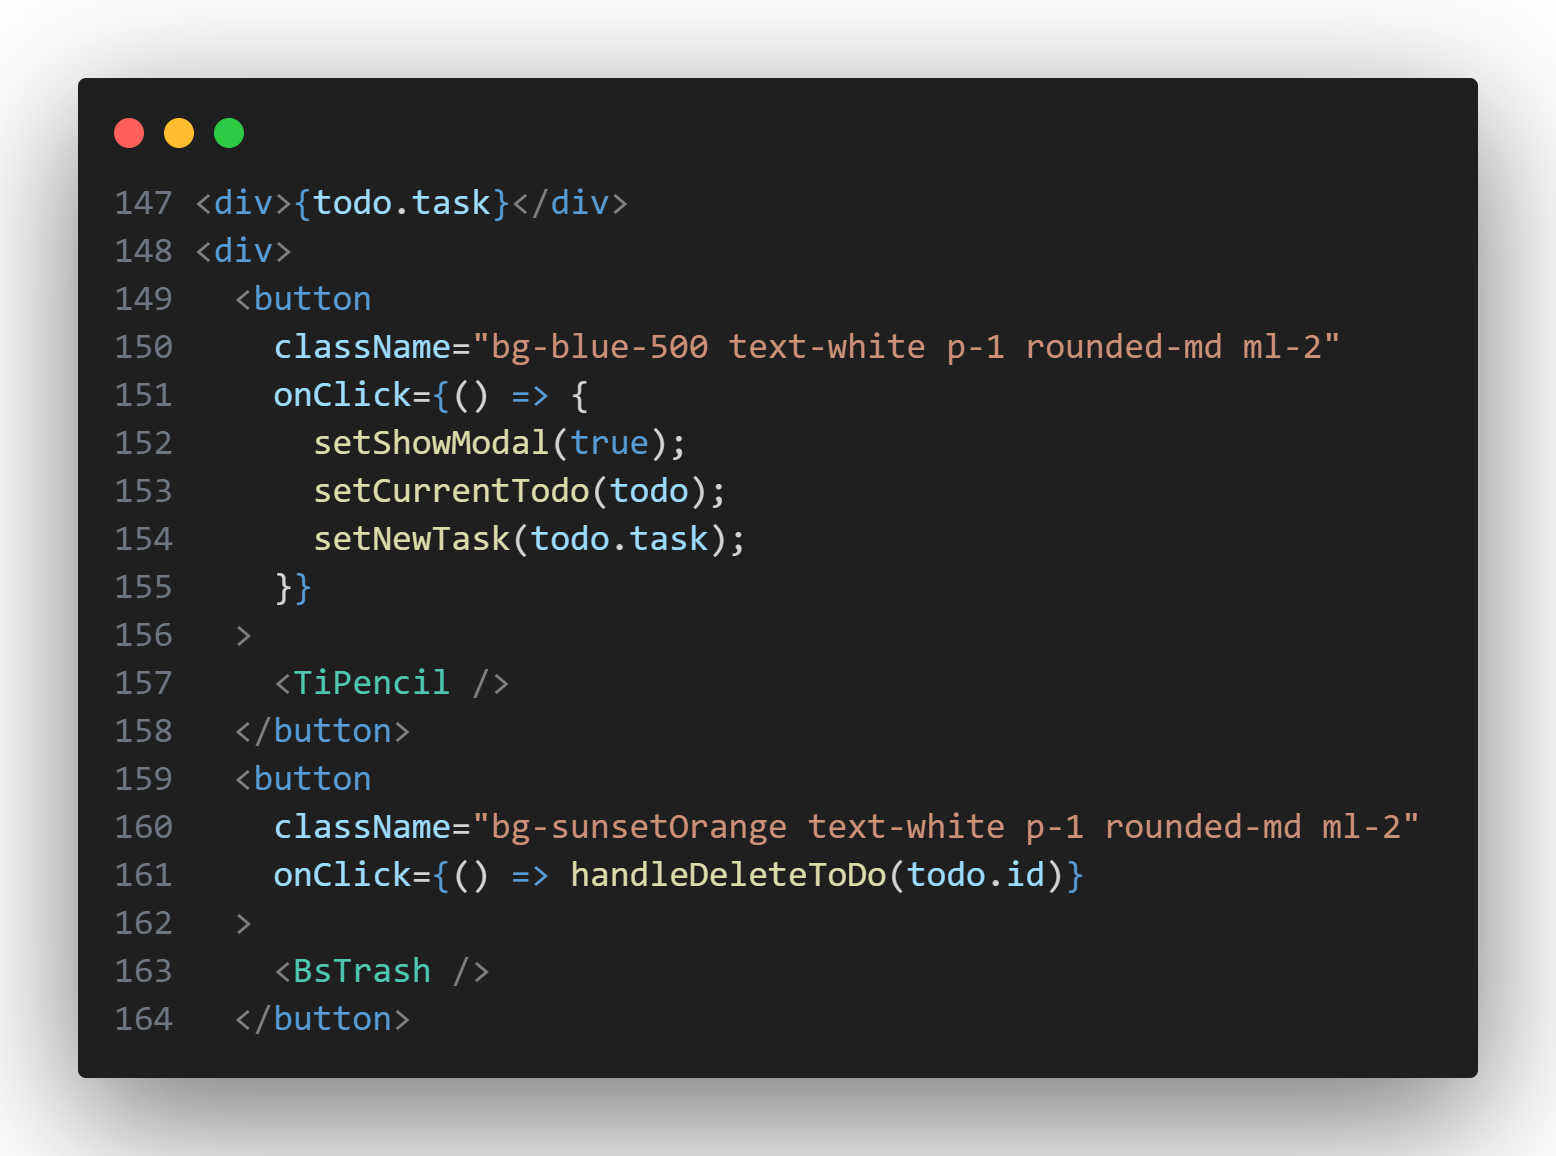 147 <div>{todo.task}</div>
148 <div>
149   <button
150     className="bg-blue-500 text-white p-1 rounded-md ml-2"
151     onClick={() => {
152       setShowModal(true);
153       setCurrentTodo(todo);
154       setNewTask(todo.task);
155     }}
156   >
157     <TiPencil />
158   </button>
159   <button
160     className="bg-sunsetOrange text-white p-1 rounded-md ml-2"
161     onClick={() => handleDeleteToDo(todo.id)}
162   >
163     <BsTrash />
164   </button>